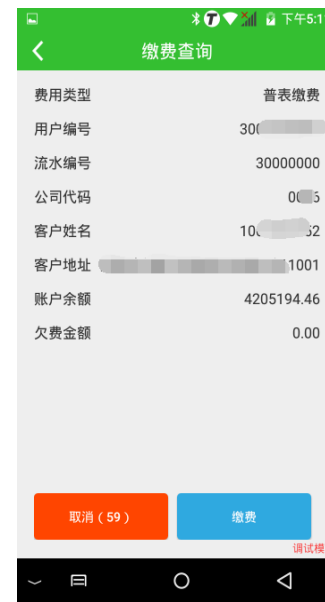 下午5:1
缴费查询
费用类型 普表缴费
用户编号 300
流水编号 30000000
公司代码
客户姓名
客户地址 1001
账户余额 4205194.46
欠费金额 0.00
取消（59） 缴费
调试模